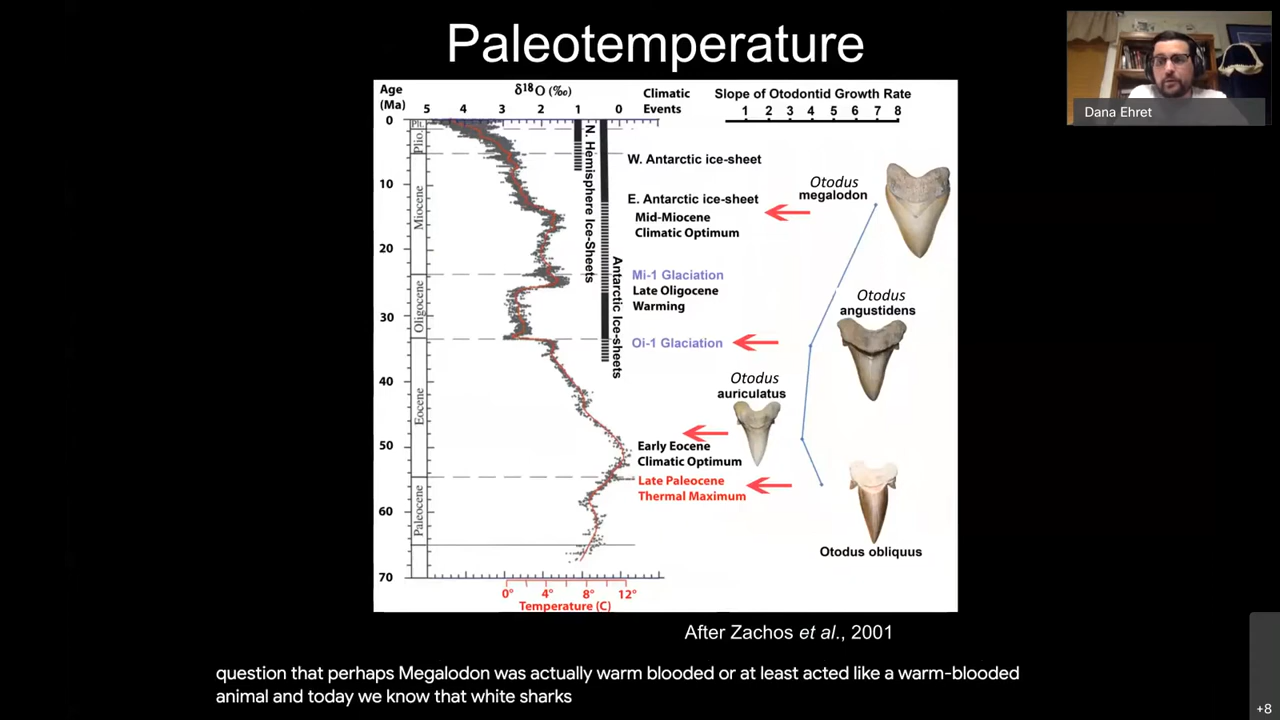 Paleotemperature
Dana Ehret
Age
(Ma)
δ18O (‰)
5 4 3 2 1 0
Climatic
Events
Slope of Otodontid Growth Rate
1 2 3 4 5 6 7 8
0
10
20
30
40
50
60
70
Plt.
Plio.
Miocene
Oligocene
Eocene
Paleocene
N. Hemisphere Ice-Sheets
Antarctic Ice-sheets
W. Antarctic ice-sheet
E. Antarctic ice-sheet
Mid-Miocene
Climatic Optimum
Mi-1 Glaciation
Late Oligocene
Warming
Oi-1 Glaciation
Early Eocene
Climatic Optimum
Late Paleocene
Thermal Maximum
Otodus
megalodon
Otodus
angustidens
Otodus
auriculatus
Otodus obliquus
0° 4° 8° 12°
Temperature (C)
After Zachos et al., 2001
question that perhaps Megalodon was actually warm blooded or at least acted like a warm-blooded
animal and today we know that white sharks
+8